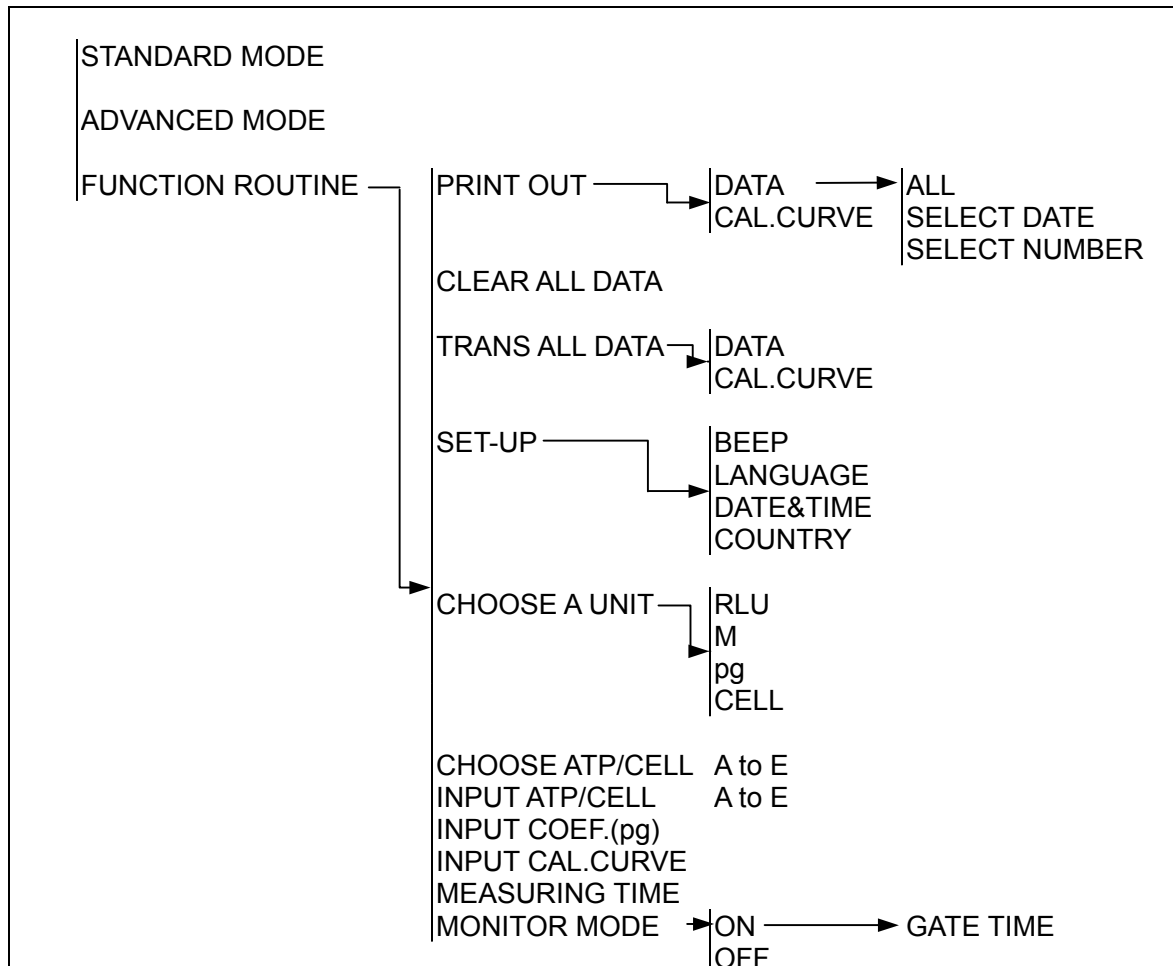 STANDARD MODE
ADVANCED MODE
FUNCTION ROUTINE
PRINT OUT
DATA
ALL
CAL.CURVE
SELECT DATE
SELECT NUMBER
CLEAR ALL DATA
TRANS ALL DATA
DATA
CAL.CURVE
SET-UP
BEEP
LANGUAGE
DATE&TIME
COUNTRY
CHOOSE A UNIT
RLU
M
pg
CELL
CHOOSE ATP/CELL A to E
INPUT ATP/CELL A to E
INPUT COEF.(pg)
INPUT CAL.CURVE
MEASURING TIME
MONITOR MODE
ON
GATE TIME
OFF